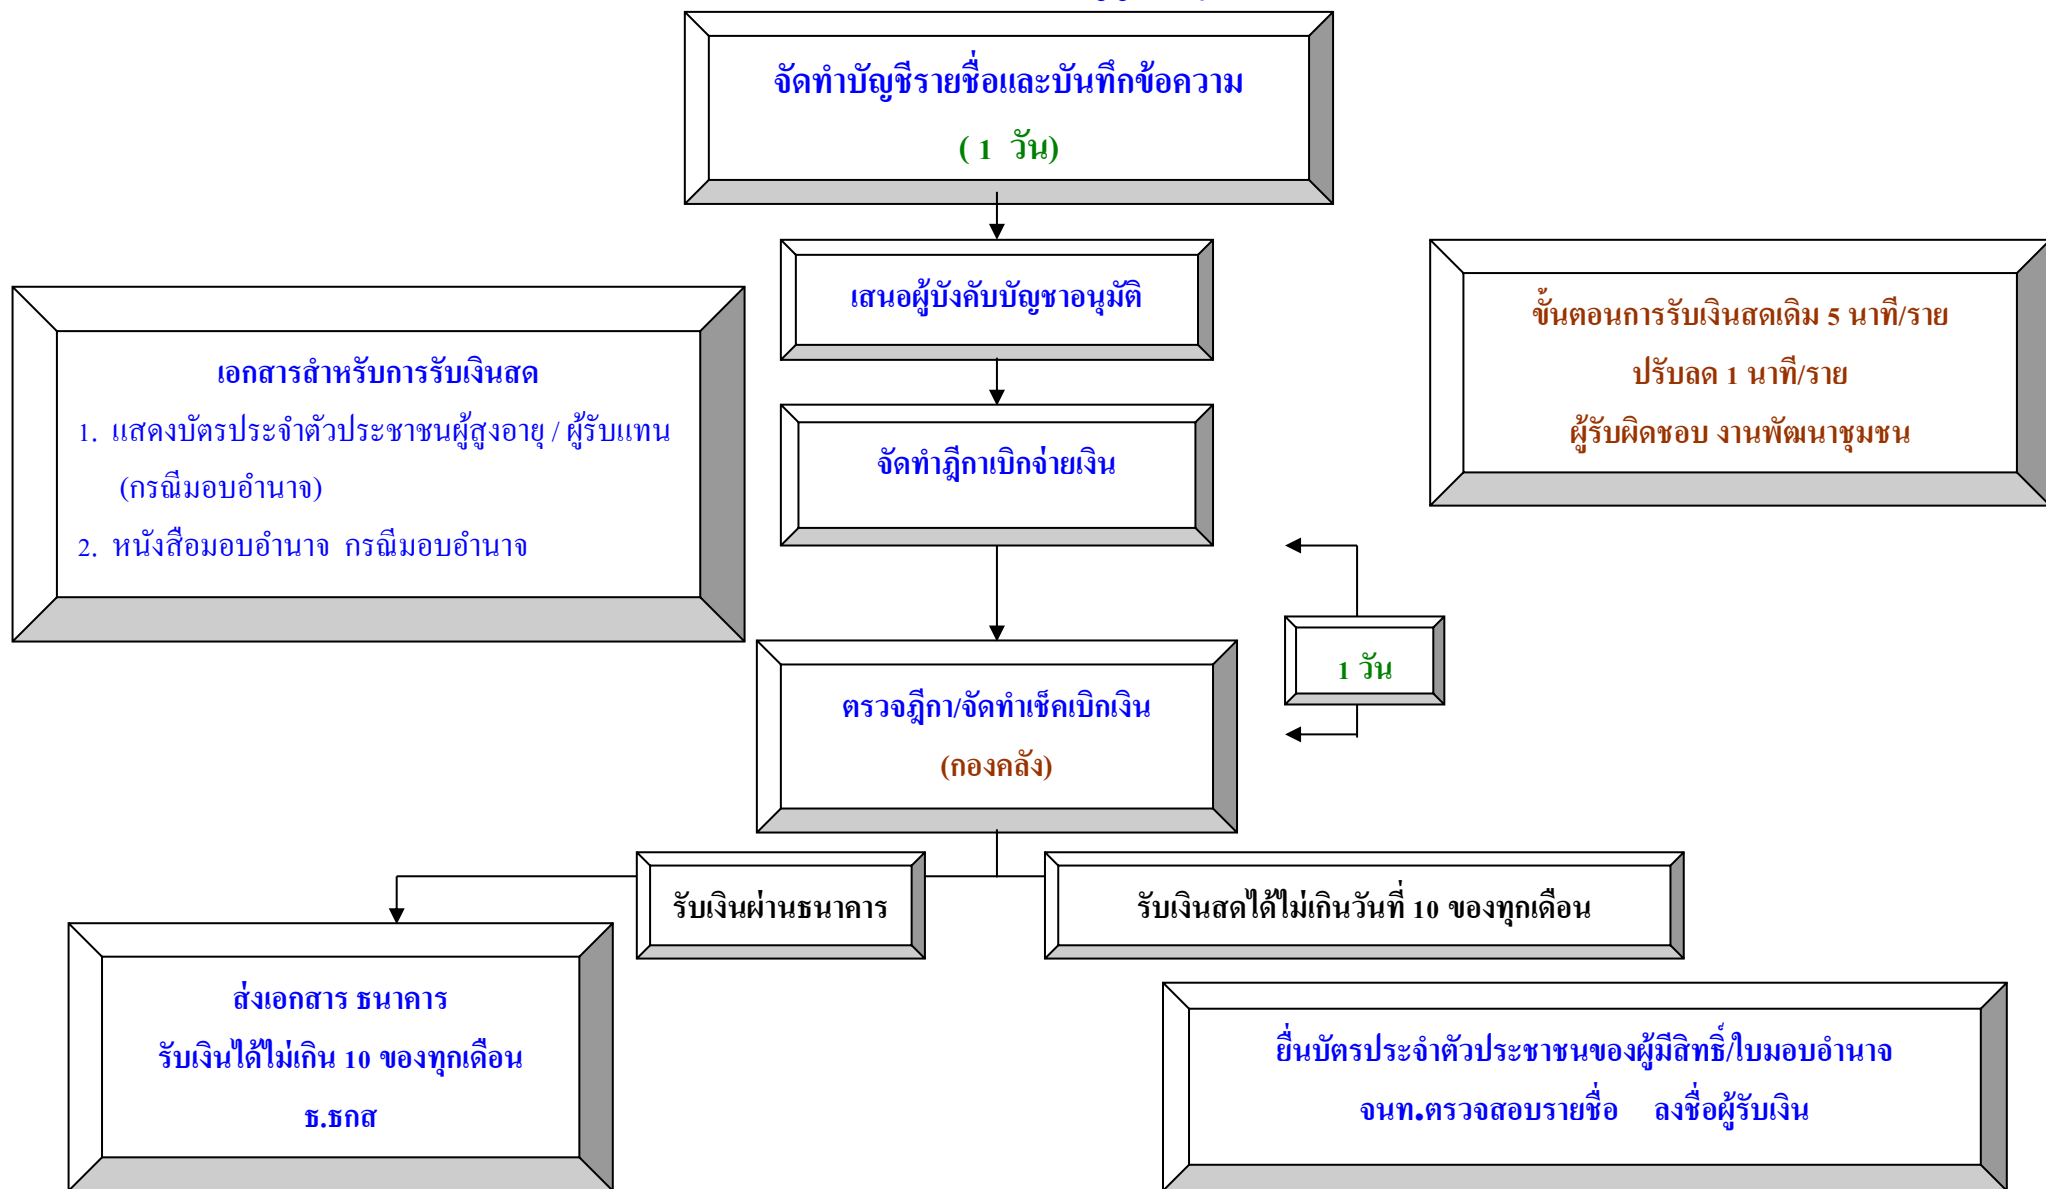 จัดทำบัญชีรายชื่อและบันทึกข้อความ
( 1 วัน)
เสนอผู้บังคับบัญชาอนุมัติ
ขั้นตอนการรับเงินสดเดิม 5 นาที/ราย
ปรับลด 1 นาที/ราย
ผู้รับผิดชอบ งานพัฒนาชุมชน
เอกสารสำหรับการรับเงินสด
1. แสดงบัตรประจำตัวประชาชนผู้สูงอายุ / ผู้รับแทน
(กรณีมอบอำนาจ)
2. หนังสือมอบอำนาจ กรณีมอบอำนาจ
จัดทำฎีกาเบิกจ่ายเงิน
1 วัน
ตรวจฎีกา/จัดทำเช็คเบิกเงิน
(กองคลัง)
รับเงินผ่านธนาคาร
รับเงินสดได้ไม่เกินวันที่ 10 ของทุกเดือน
ส่งเอกสาร ธนาคาร
รับเงินได้ไม่เกิน 10 ของทุกเดือน
ธ.ธกส
ยื่นบัตรประจำตัวประชาชนของผู้มีสิทธิ์/ใบมอบอำนาจ
จนท.ตรวจสอบรายชื่อ ลงชื่อผู้รับเงิน